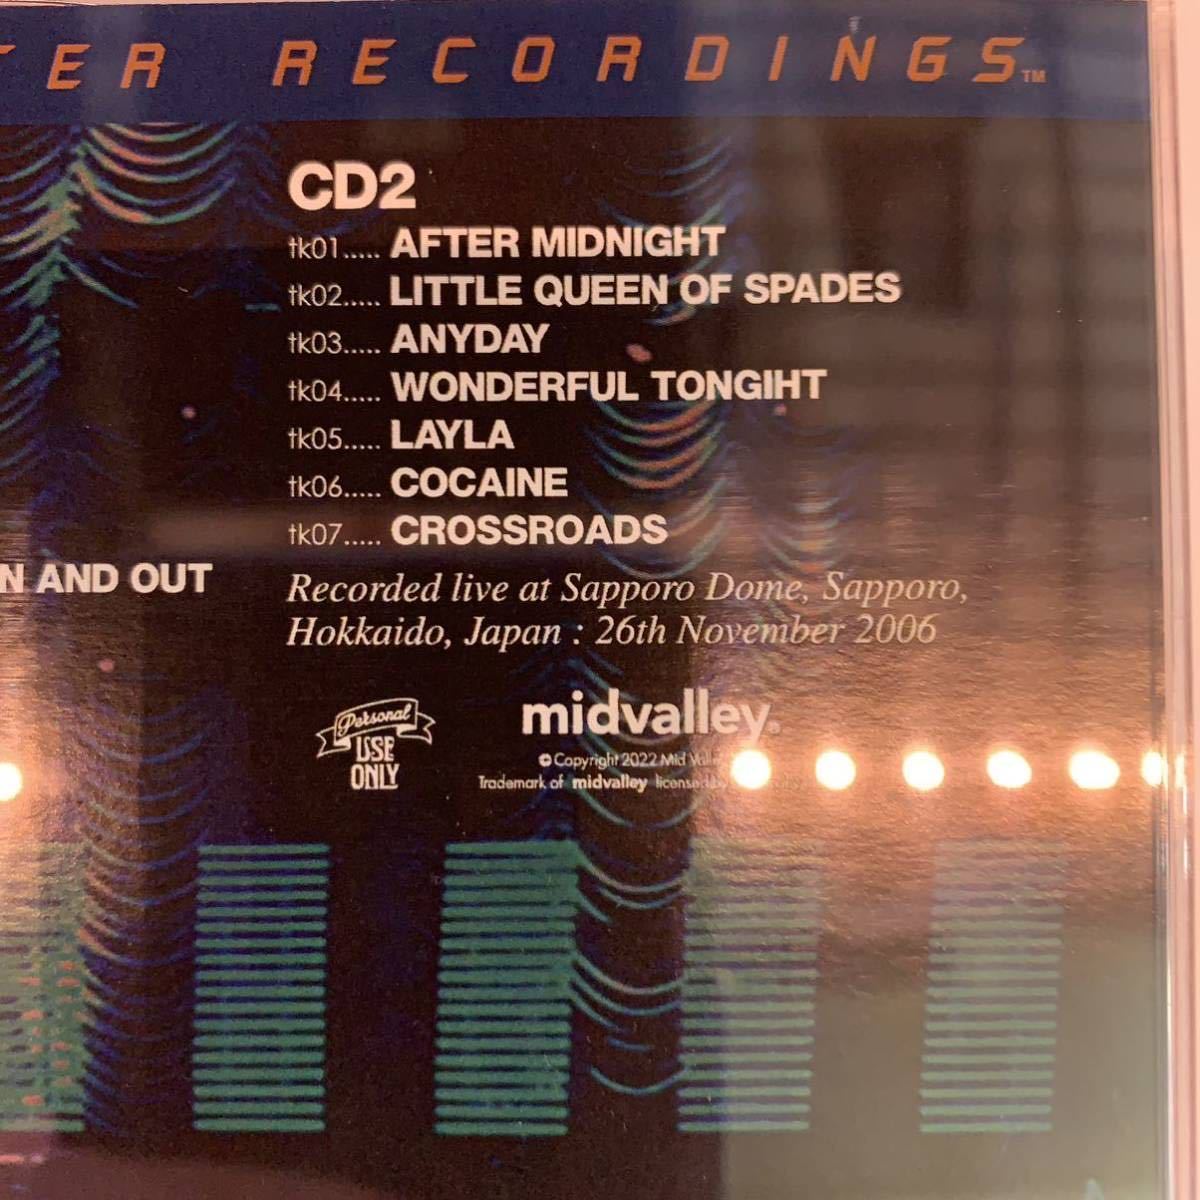 TER RECORDINGS™
CD2
tk01..... AFTER MIDNIGHT
tk02..... LITTLE QUEEN OF SPADES
tk03..... ANYDAY
tk04..... WONDERFUL TONGIHT
tk05..... LAYLA
tk06..... COCAINE
tk07..... CROSSROADS
N AND OUT
Recorded live at Sapporo Dome, Sapporo,
Hokkaido, Japan : 26th November 2006
Personal
USE
ONLY
midvalley®
© Copyright 2022 Mid
Trademark of midvalley licensed by